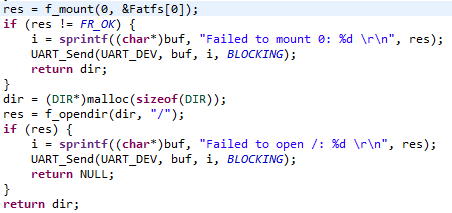 res = f_mount(0, &Fatfs[0]);
if (res != FR_OK) {
    i = sprintf((char*)buf, "Failed to mount 0: %d \r\n", res);
    UART_Send(UART_DEV, buf, i, BLOCKING);
    return dir;
}
dir = (DIR*)malloc(sizeof(DIR));
res = f_opendir(dir, "/");
if (res) {
    i = sprintf((char*)buf, "Failed to open /: %d \r\n", res);
    UART_Send(UART_DEV, buf, i, BLOCKING);
    return NULL;
}
return dir;